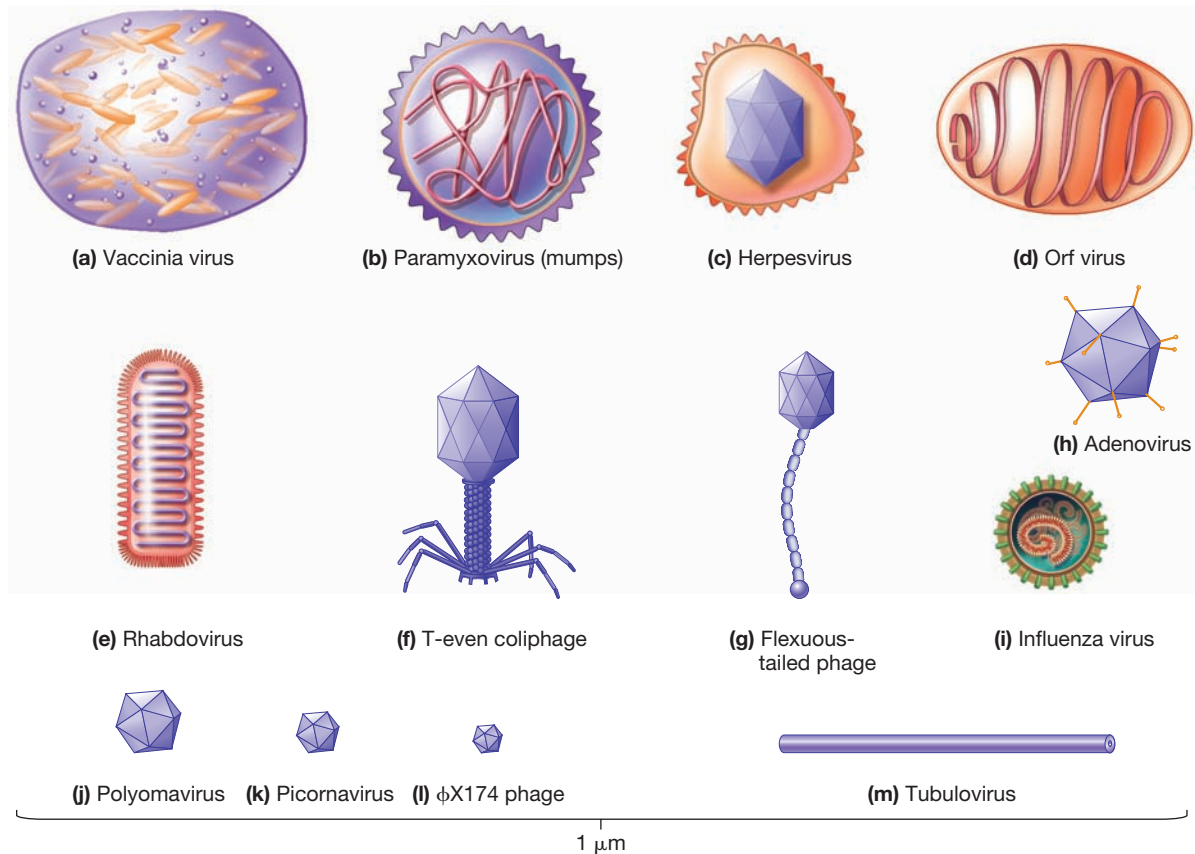 (a) Vaccinia virus
(b) Paramyxovirus (mumps)
(c) Herpesvirus
(d) Orf virus
(h) Adenovirus
(e) Rhabdovirus
(f) T-even coliphage
(g) Flexuous-
tailed phage
(i) Influenza virus
(j) Polyomavirus
(k) Picornavirus
(l) ϕX174 phage
(m) Tubulovirus
1 μm